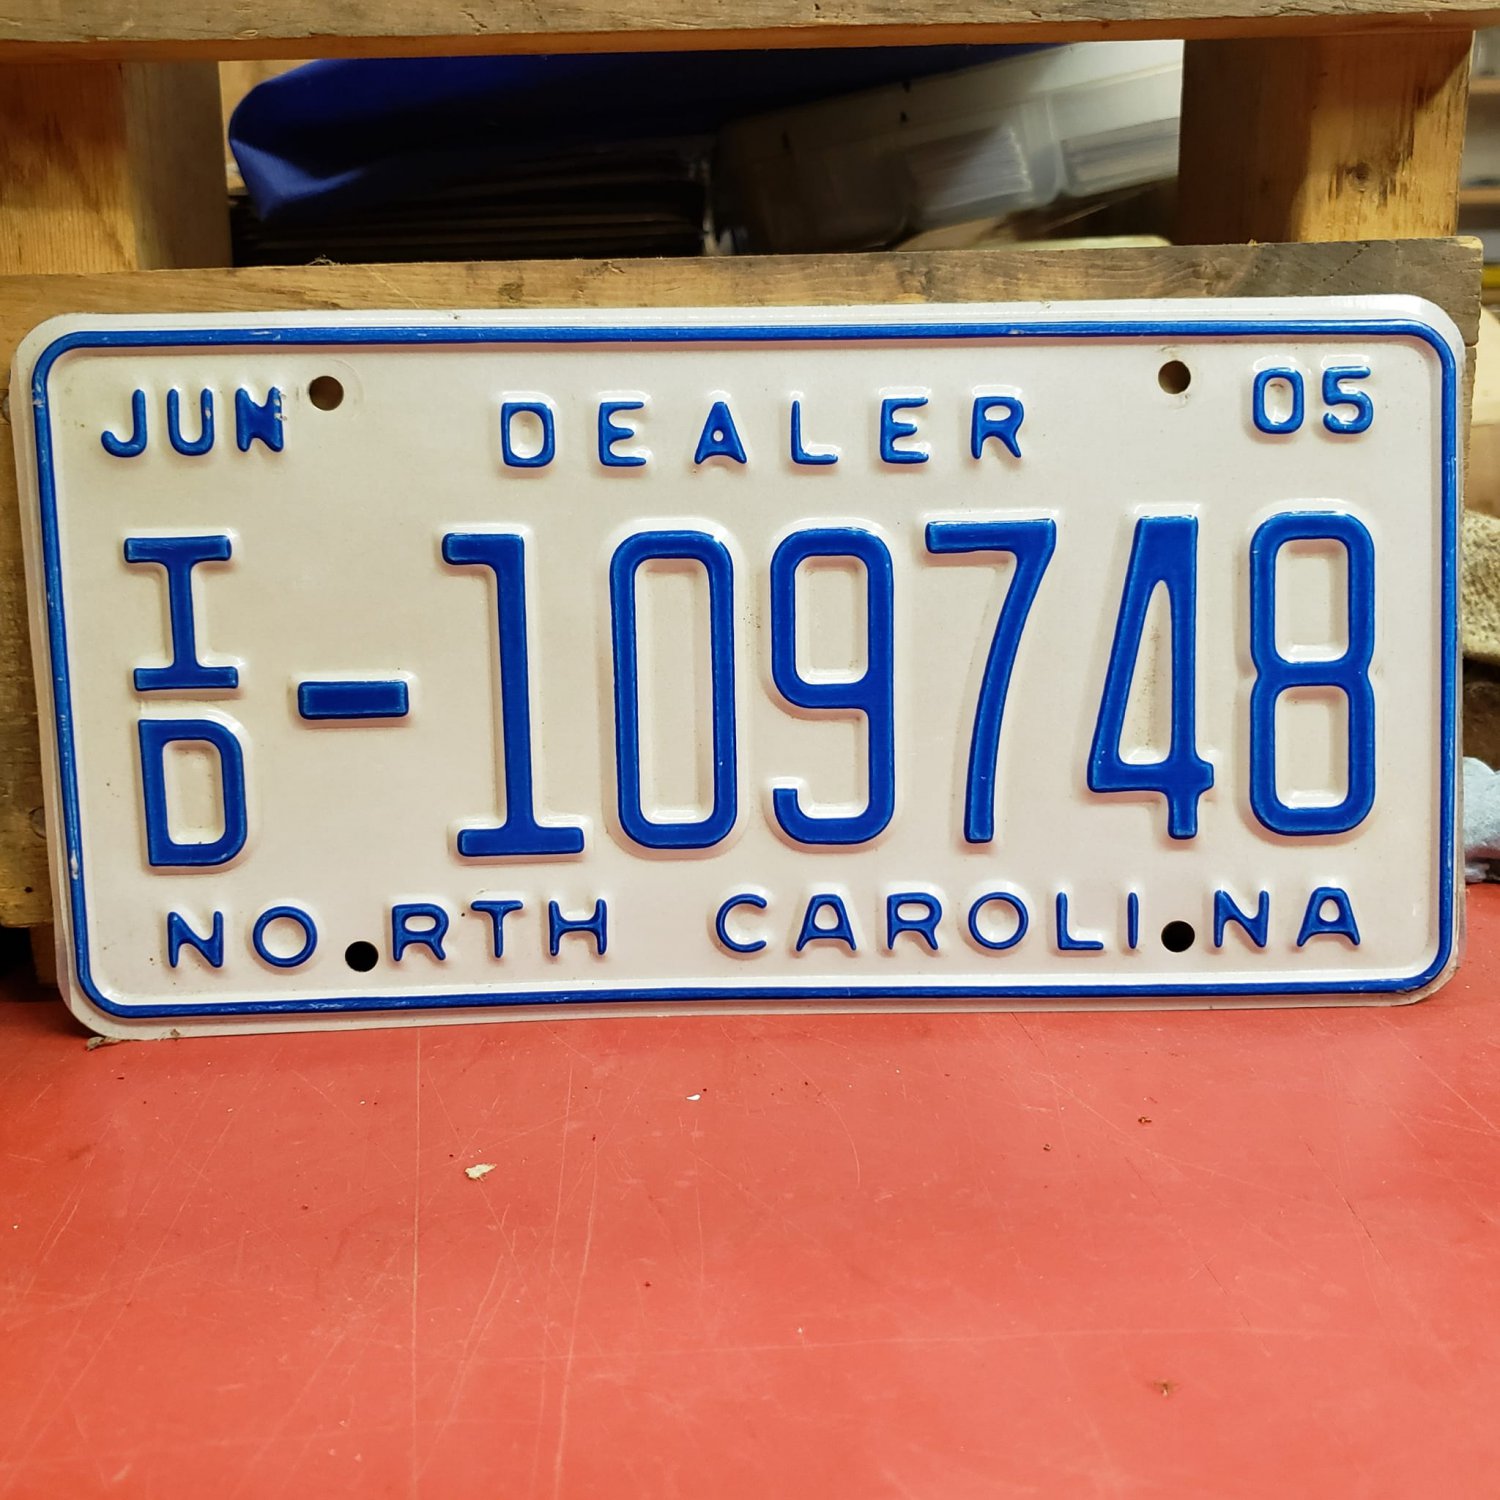 JUN DEALER 05
ID-109748
NORTH CAROLINA